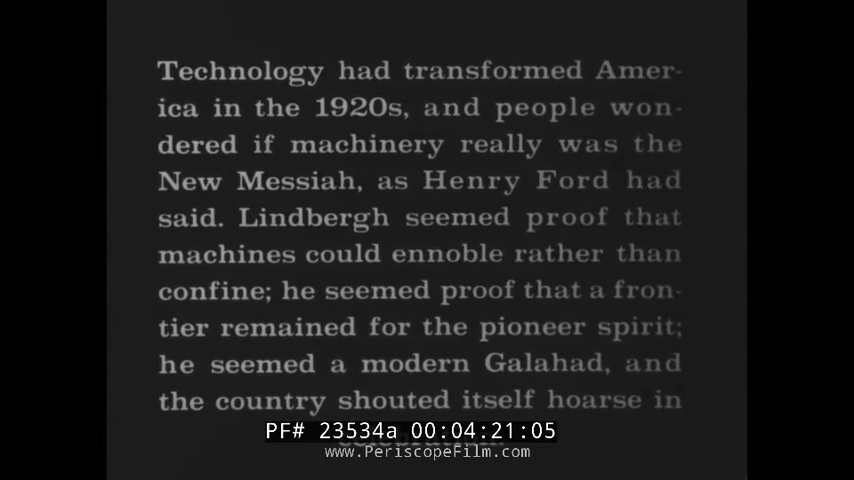 Technology had transformed Amer-
ica in the 1920s, and people won-
dered if machinery really was the
New Messiah, as Henry Ford had
said. Lindbergh seemed proof that
machines could ennoble rather than
confine; he seemed proof that a fron-
tier remained for the pioneer spirit;
he seemed a modern Galahad, and
the country shouted itself hoarse in
PF# 23534a 00:04:21:05
www.PeriscopeFilm.com